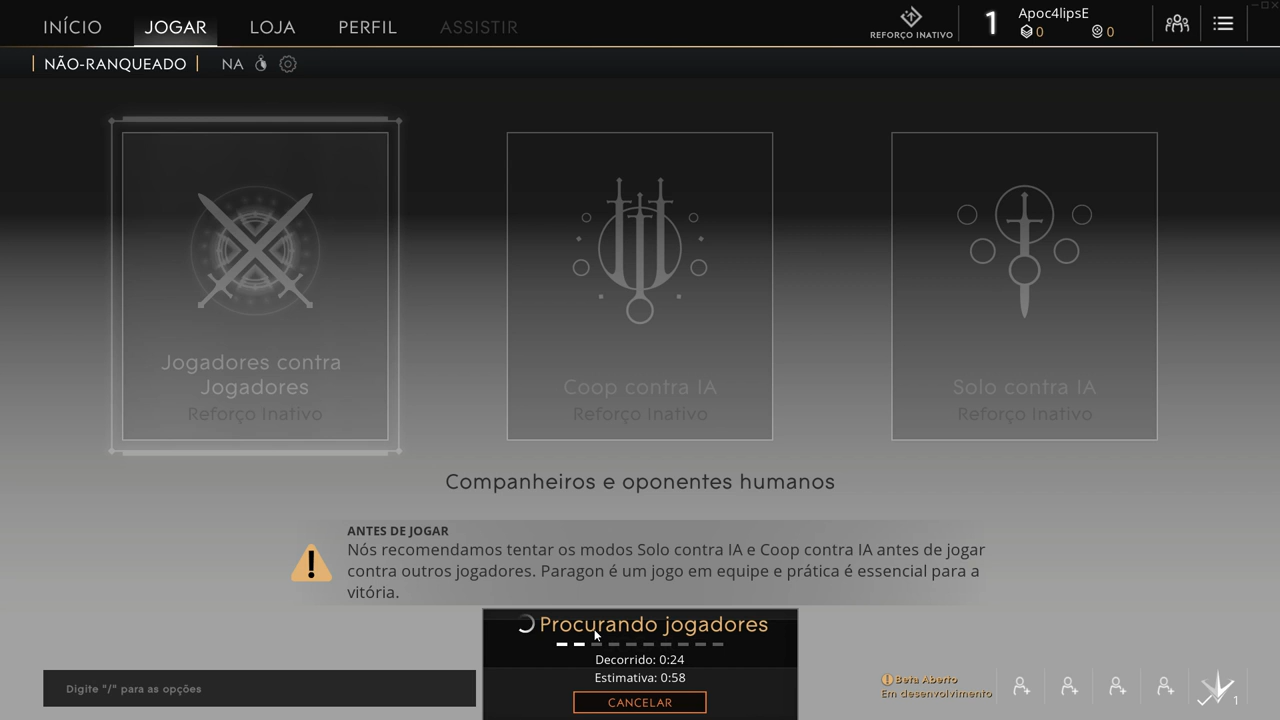 INÍCIO JOGAR LOJA PERFIL ASSISTIR
REFORÇO INATIVO
1
Apoc4lipsE
0 0
NÃO-RANQUEADO NA
Jogadores contra
Jogadores
Reforço Inativo
Coop contra IA
Reforço Inativo
Solo contra IA
Reforço Inativo
Companheiros e oponentes humanos
ANTES DE JOGAR
Nós recomendamos tentar os modos Solo contra IA e Coop contra IA antes de jogar
contra outros jogadores. Paragon é um jogo em equipe e prática é essencial para a
vitória.
Procurando jogadores
Decorrido: 0:24
Estimativa: 0:58
CANCELAR
Digite "/" para as opções
Beta Aberto
Em desenvolvimento
1